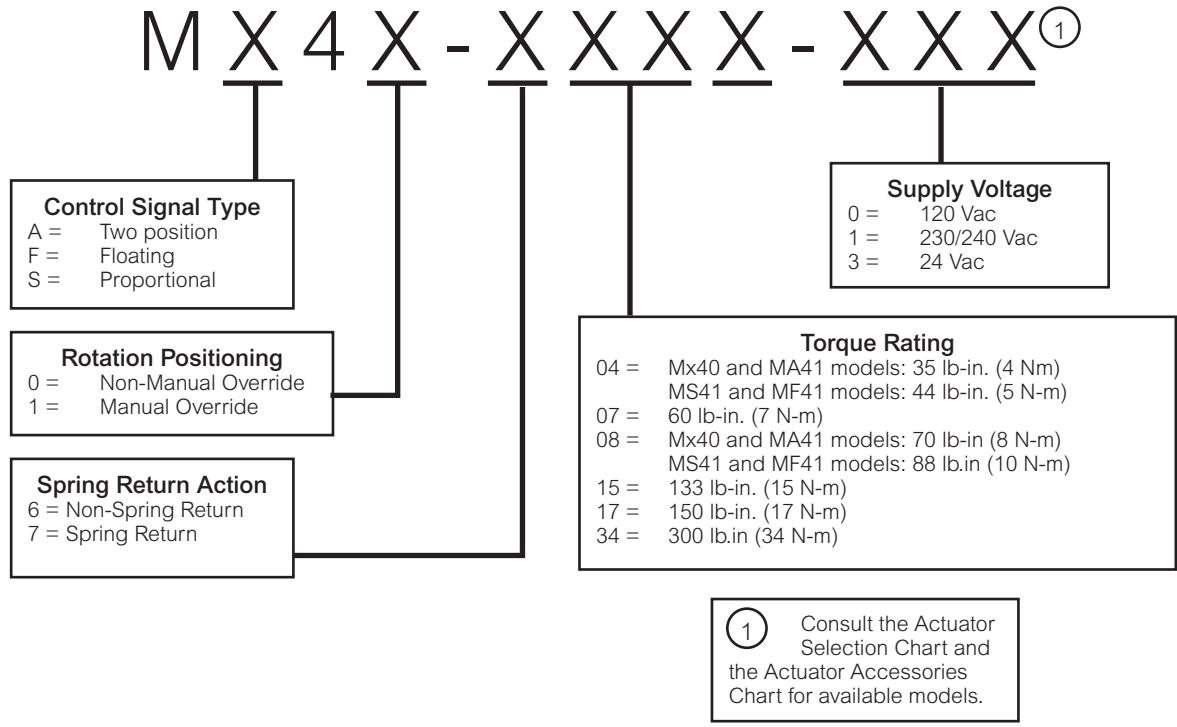 M X 4 X - X X X X - X X X 1
Control Signal Type
A = Two position
F = Floating
S = Proportional
Rotation Positioning
0 = Non-Manual Override
1 = Manual Override
Spring Return Action
6 = Non-Spring Return
7 = Spring Return
Supply Voltage
0 = 120 Vac
1 = 230/240 Vac
3 = 24 Vac
Torque Rating
04 = Mx40 and MA41 models: 35 lb-in. (4 Nm)
MS41 and MF41 models: 44 lb-in. (5 N-m)
07 = 60 lb-in. (7 N-m)
08 = Mx40 and MA41 models: 70 lb-in (8 N-m)
MS41 and MF41 models: 88 lb.in (10 N-m)
15 = 133 lb-in. (15 N-m)
17 = 150 lb-in. (17 N-m)
34 = 300 lb.in (34 N-m)
1 Consult the Actuator
Selection Chart and
the Actuator Accessories
Chart for available models.